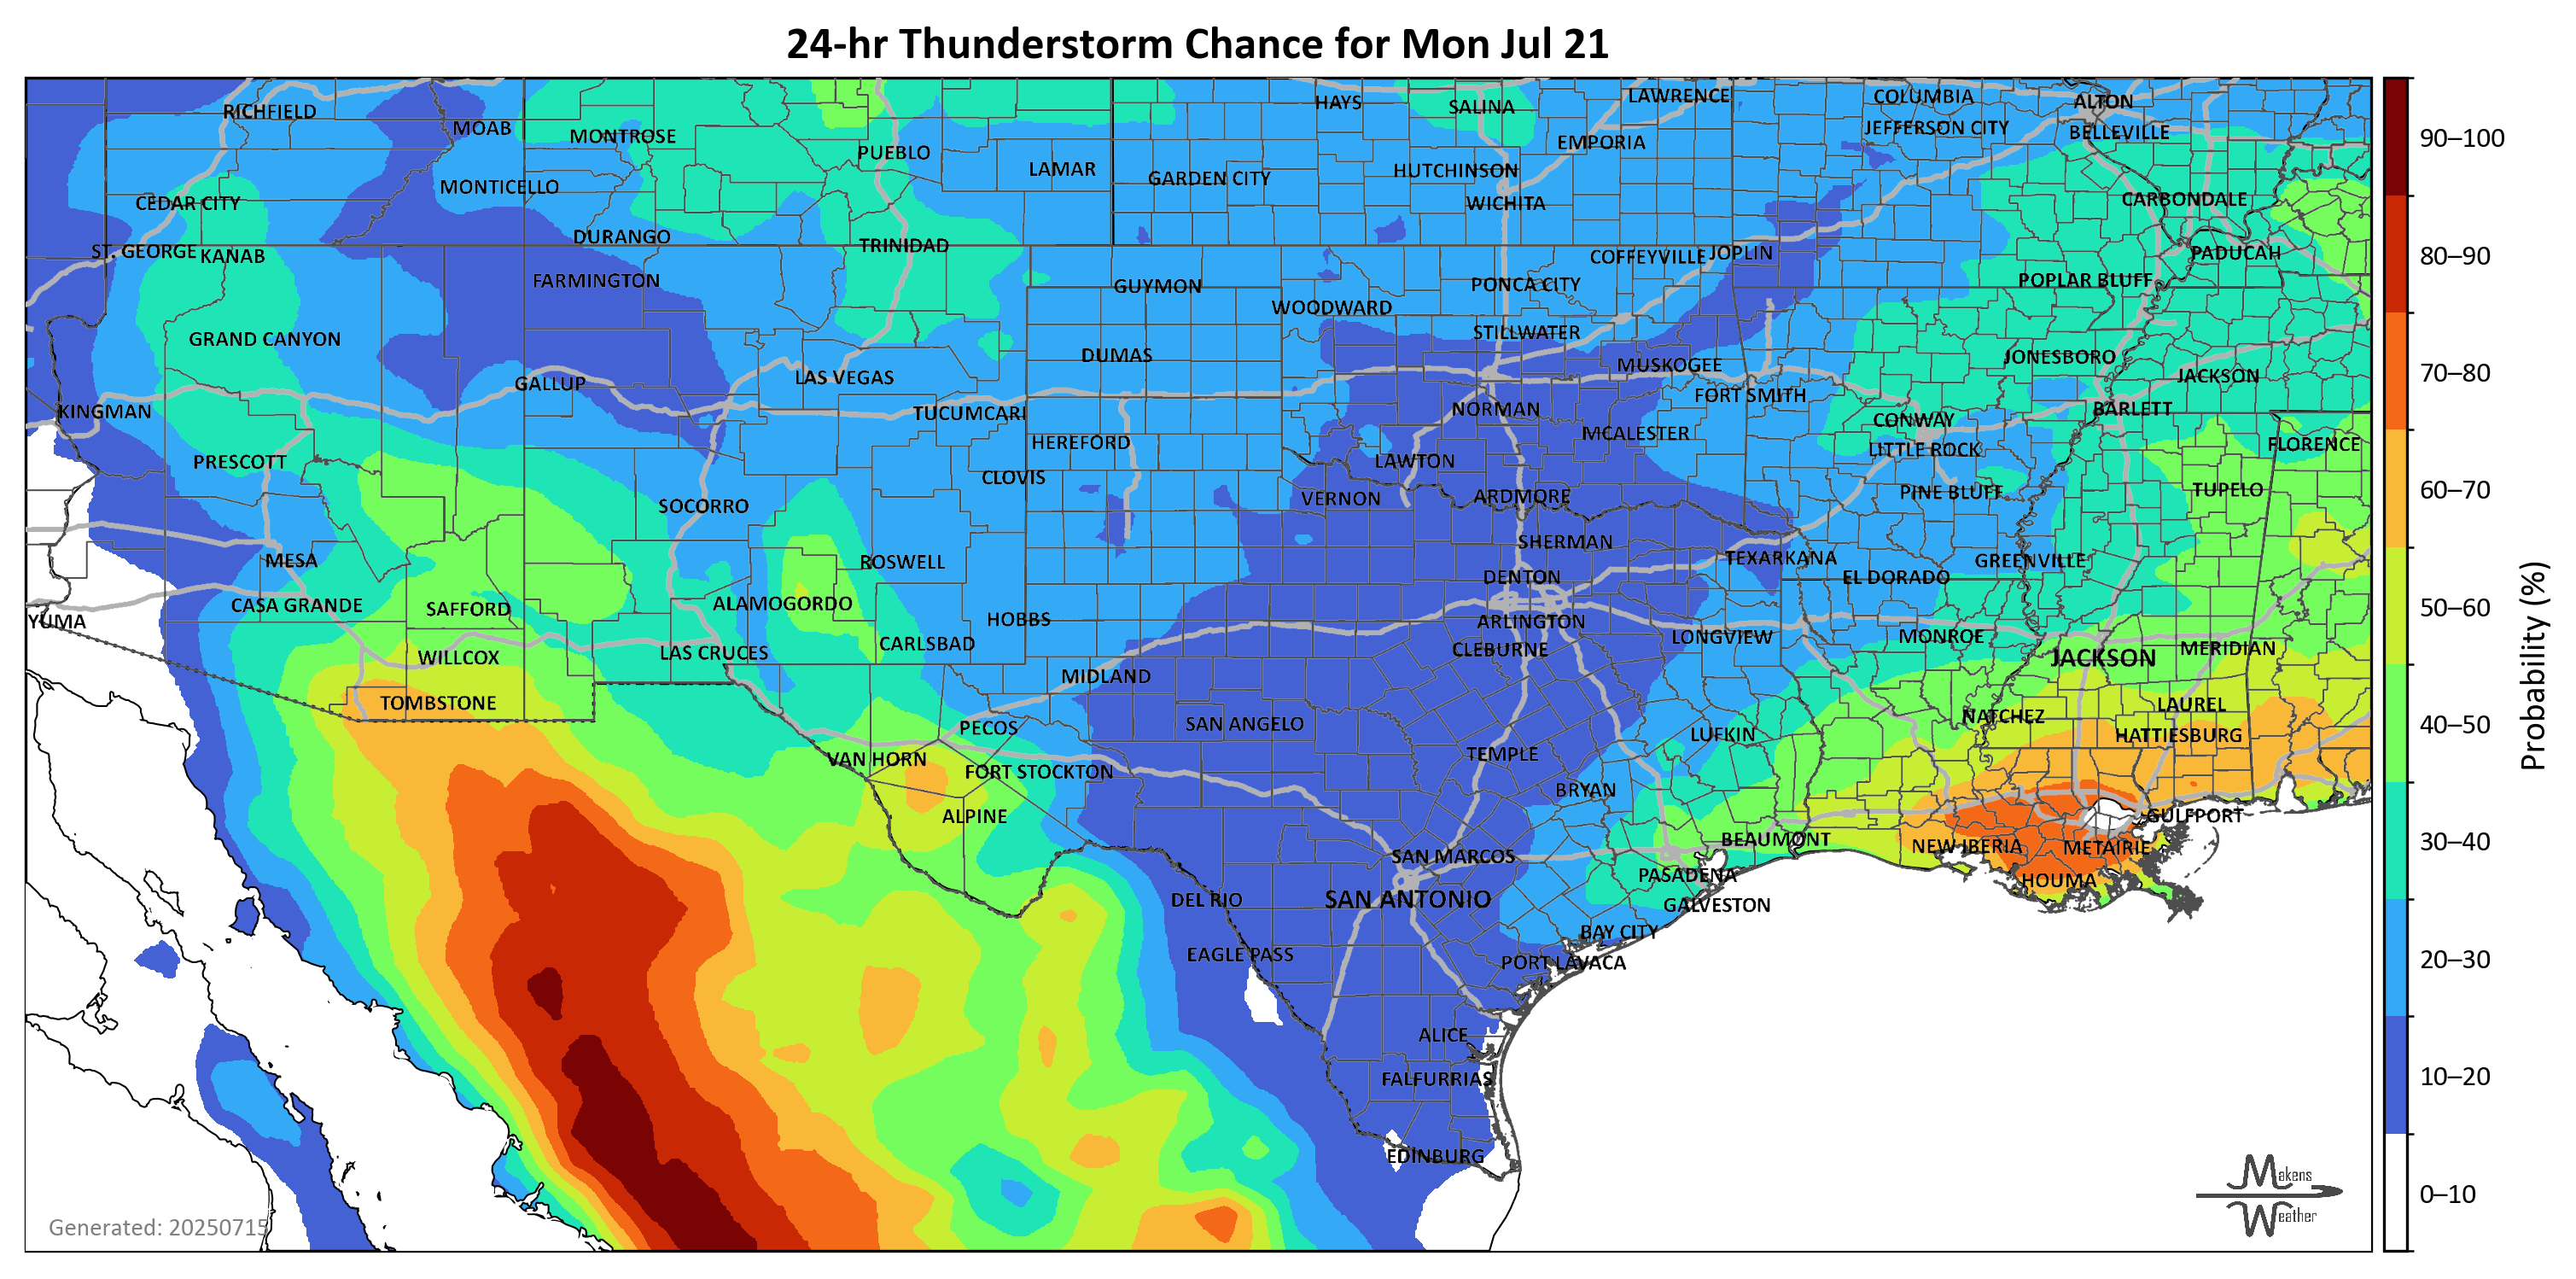 24-hr Thunderstorm Chance for Mon Jul 21
RICHFIELD
MOAB
MONTROSE
PUEBLO
LAMAR
HAYS
SALINA
LAWRENCE
COLUMBIA
ALTON
JEFFERSON CITY
BELLEVILLE
EMPORIA
HUTCHINSON
GARDEN CITY
MONTICELLO
CEDAR CITY
WICHITA
CARBONDALE
DURANGO
TRINIDAD
ST. GEORGE
KANAB
COFFEYVILLE
JOPLIN
PADUCAH
FARMINGTON
GUYMON
PONCA CITY
POPLAR BLUFF
WOODWARD
GRAND CANYON
STILLWATER
DUMAS
JONESBORO
MUSKOGEE
GALLUP
LAS VEGAS
JACKSON
FORT SMITH
KINGMAN
TUCUMCARI
NORMAN
BARLETT
CONWAY
HEREFORD
MCALESTER
LITTLE ROCK
FLORENCE
PRESCOTT
LAWTON
CLOVIS
PINE BLUFF
TUPELO
SOCORRO
VERNON
ARDMORE
SHERMAN
MESA
ROSWELL
TEXARKANA
GREENVILLE
DENTON
EL DORADO
CASA GRANDE
SAFFORD
ALAMOGORDO
YUMA
HOBBS
ARLINGTON
LONGVIEW
MONROE
CARLSBAD
CLEBURNE
WILLCOX
LAS CRUCES
JACKSON
MERIDIAN
MIDLAND
TOMBSTONE
LAUREL
NATCHEZ
PECOS
SAN ANGELO
LUFKIN
HATTIESBURG
VAN HORN
TEMPLE
FORT STOCKTON
BRYAN
ALPINE
GULFPORT
BEAUMONT
NEW IBERIA
METAIRIE
SAN MARCOS
PASADENA
HOUMA
DEL RIO
SAN ANTONIO
GALVESTON
BAY CITY
EAGLE PASS
PORT LAVACA
ALICE
FALFURRIAS
EDINBURG
Generated: 20250715
Makens
Weather
90–100
80–90
70–80
60–70
50–60
40–50
30–40
20–30
10–20
0–10
Probability (%)